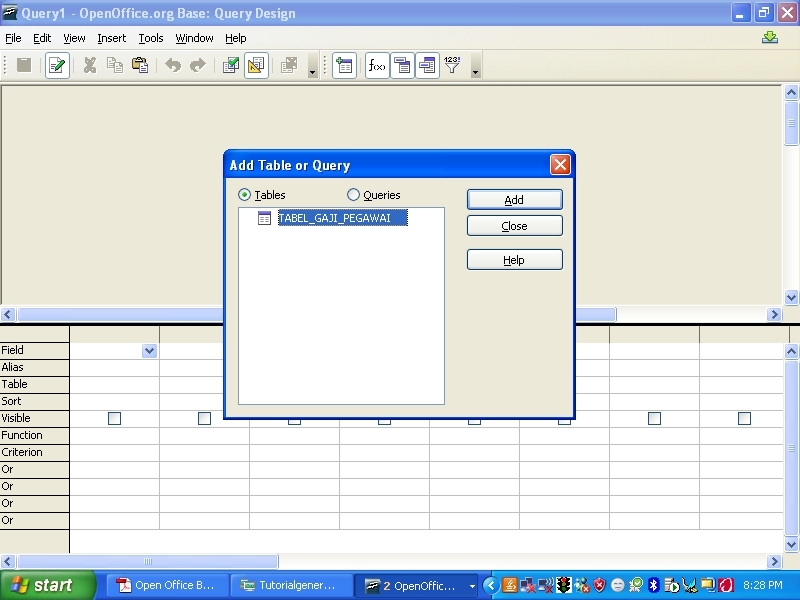 Query1 - OpenOffice.org Base: Query Design
File Edit View Insert Tools Window Help
f(x) 123!
Add Table or Query
Tables Queries
TABEL_GAJI_PEGAWAI
Add
Close
Help
Field
Alias
Table
Sort
Visible
Function
Criterion
Or
Or
Or
Or
start Open Office B... Tutorialgener... 2 OpenOffic... 8:28 PM